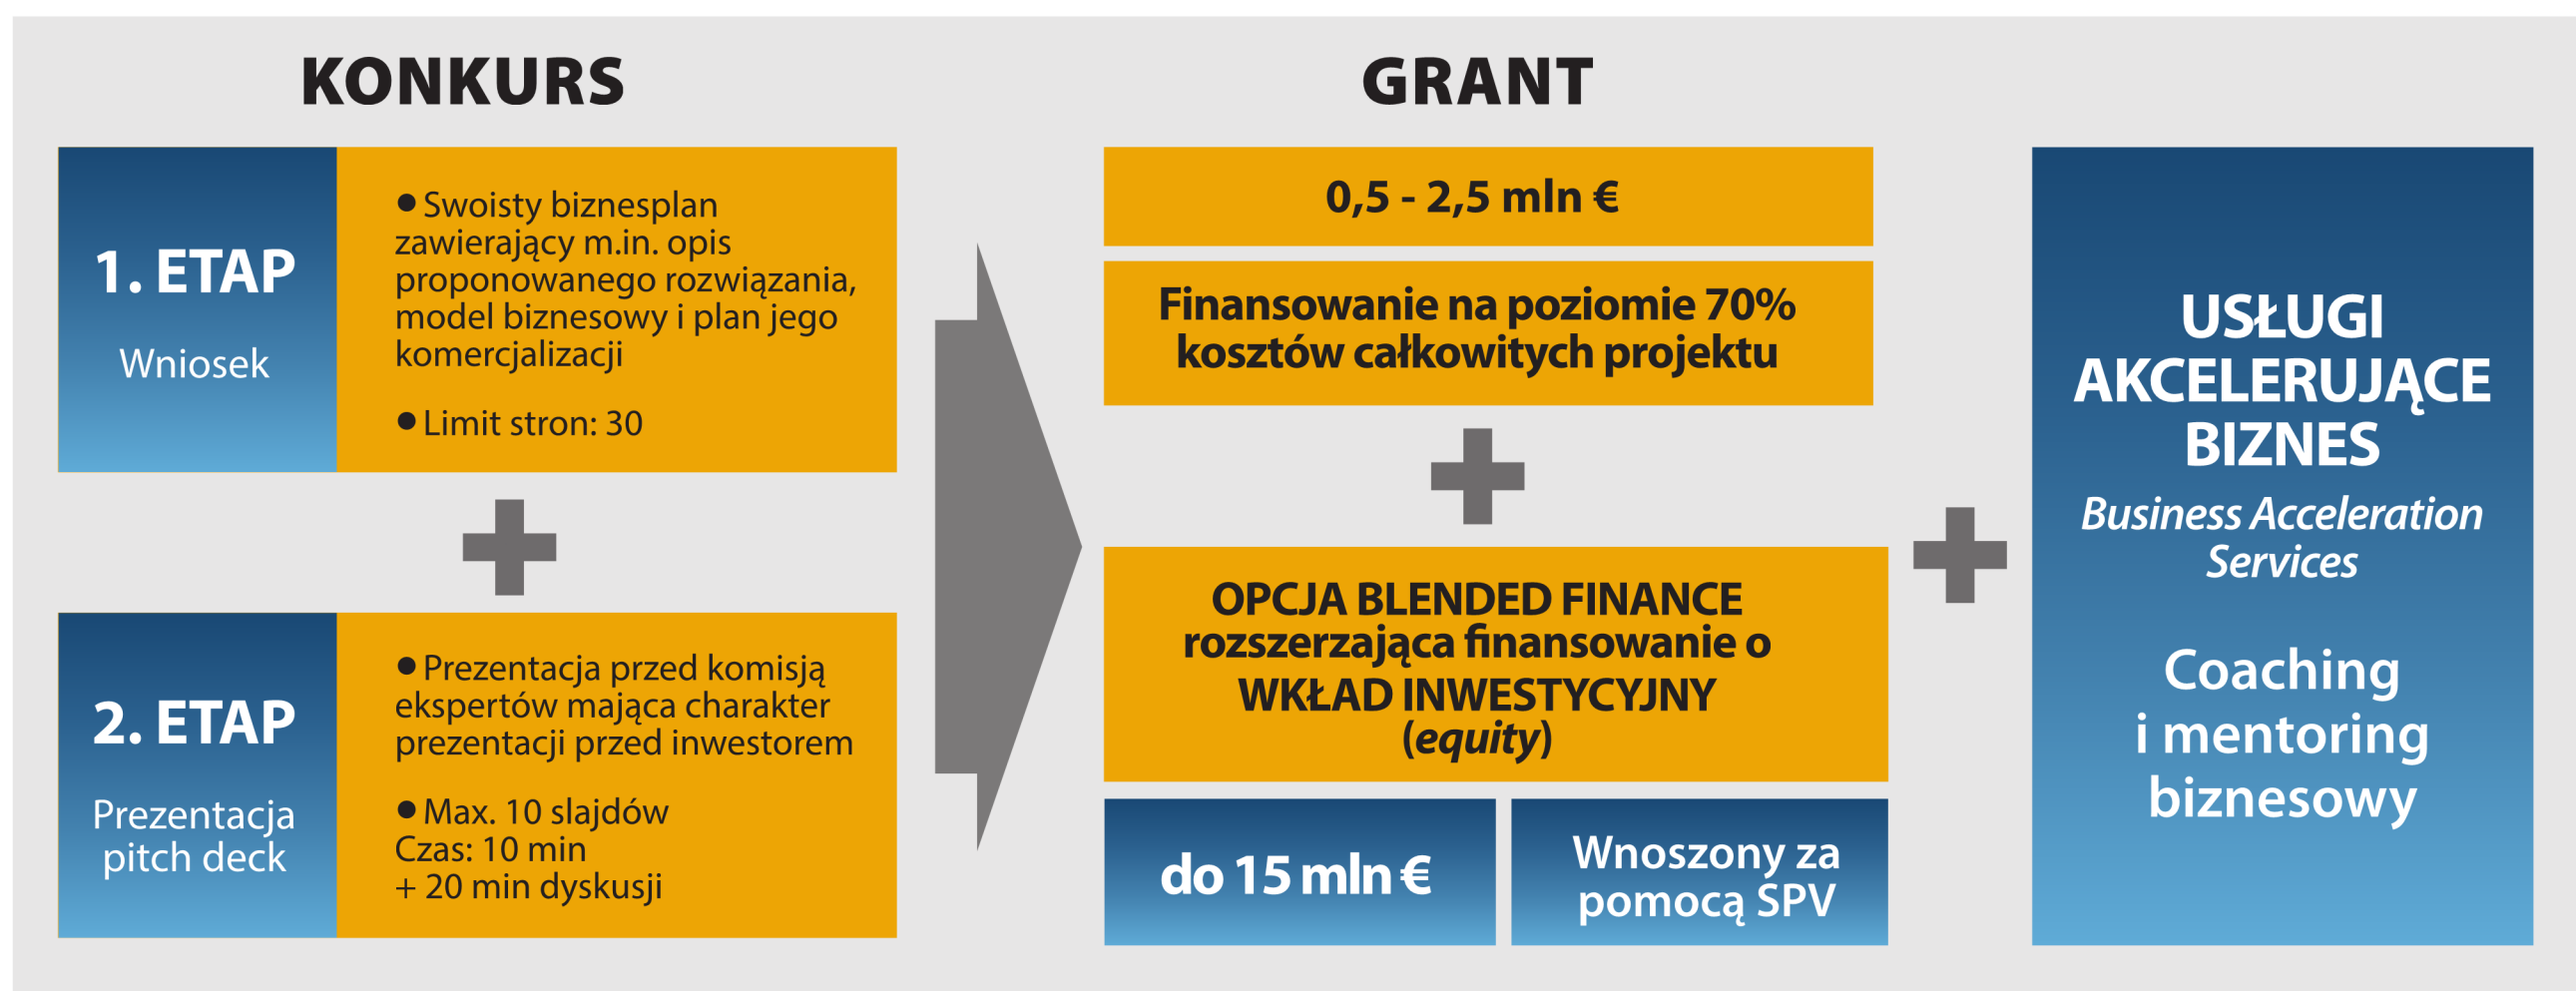 KONKURS
1. ETAP
Wniosek
● Swoisty biznesplan
zawierający m.in. opis
proponowanego rozwiązania,
model biznesowy i plan jego
komercjalizacji
● Limit stron: 30
2. ETAP
Prezentacja
pitch deck
● Prezentacja przed komisją
ekspertów mająca charakter
prezentacji przed inwestorem
● Max. 10 slajdów
Czas: 10 min
+ 20 min dyskusji
GRANT
0,5 - 2,5 mln €
Finansowanie na poziomie 70%
kosztów całkowitych projektu
OPCJA BLENDED FINANCE
rozszerzająca finansowanie o
WKŁAD INWESTYCYJNY
(equity)
do 15 mln €
Wnoszony za
pomocą SPV
USŁUGI
AKCELERUJĄCE
BIZNES
Business Acceleration
Services
Coaching
i mentoring
biznesowy